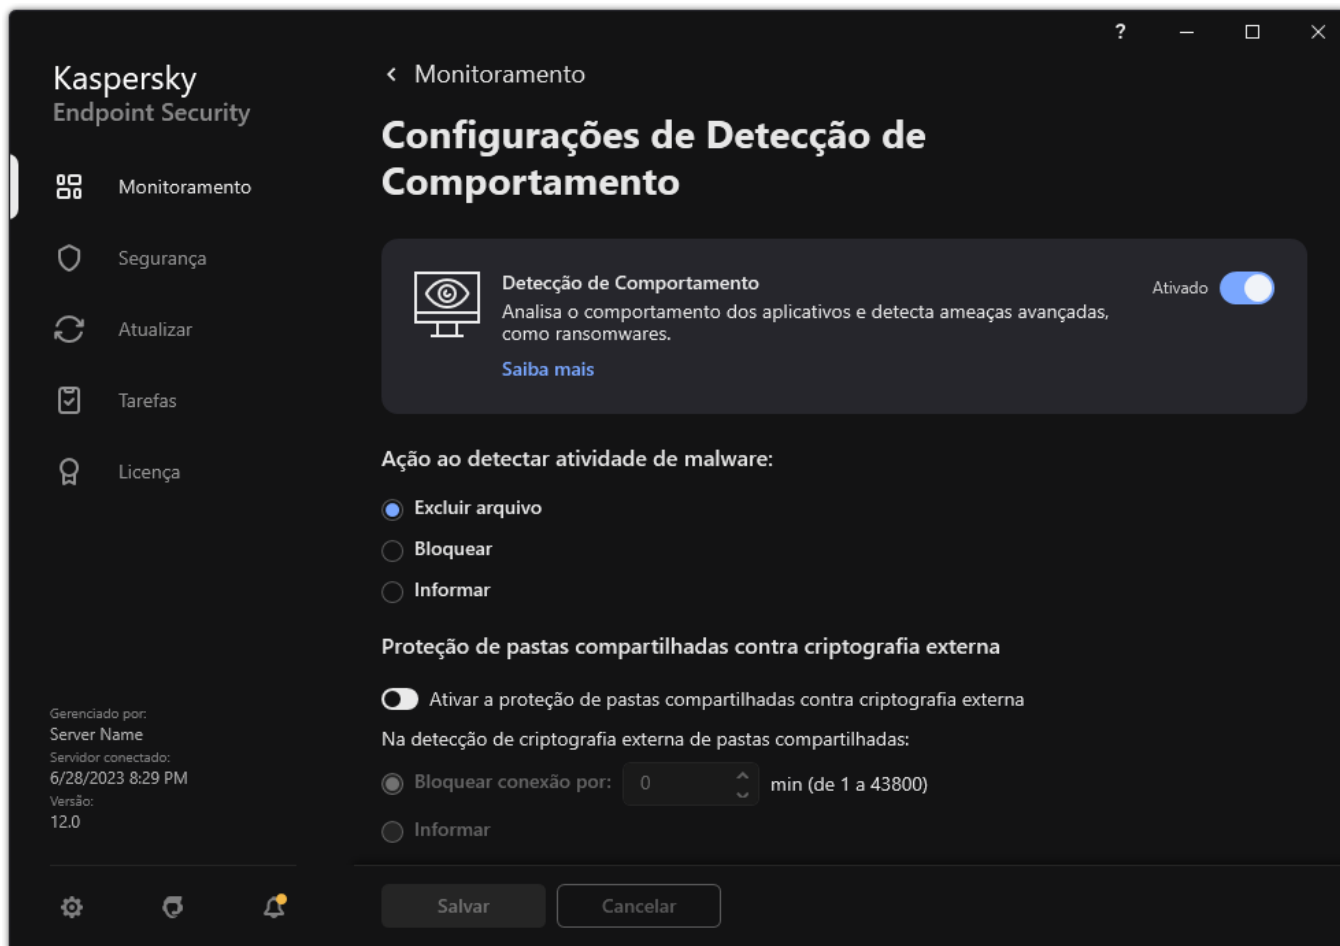 ?
Kaspersky
Endpoint Security
Monitoramento
Segurança
Atualizar
Tarefas
Licença
Gerenciado por:
Server Name
Servidor conectado:
6/28/2023 8:29 PM
Versão:
12.0
Monitoramento
Configurações de Detecção de
Comportamento
Detecção de Comportamento
Ativado
Analisa o comportamento dos aplicativos e detecta ameaças avançadas,
como ransomwares.
Saiba mais
Ação ao detectar atividade de malware:
Excluir arquivo
Bloquear
Informar
Proteção de pastas compartilhadas contra criptografia externa
Ativar a proteção de pastas compartilhadas contra criptografia externa
Na detecção de criptografia externa de pastas compartilhadas:
Bloquear conexão por: 0 min (de 1 a 43800)
Informar
Salvar Cancelar